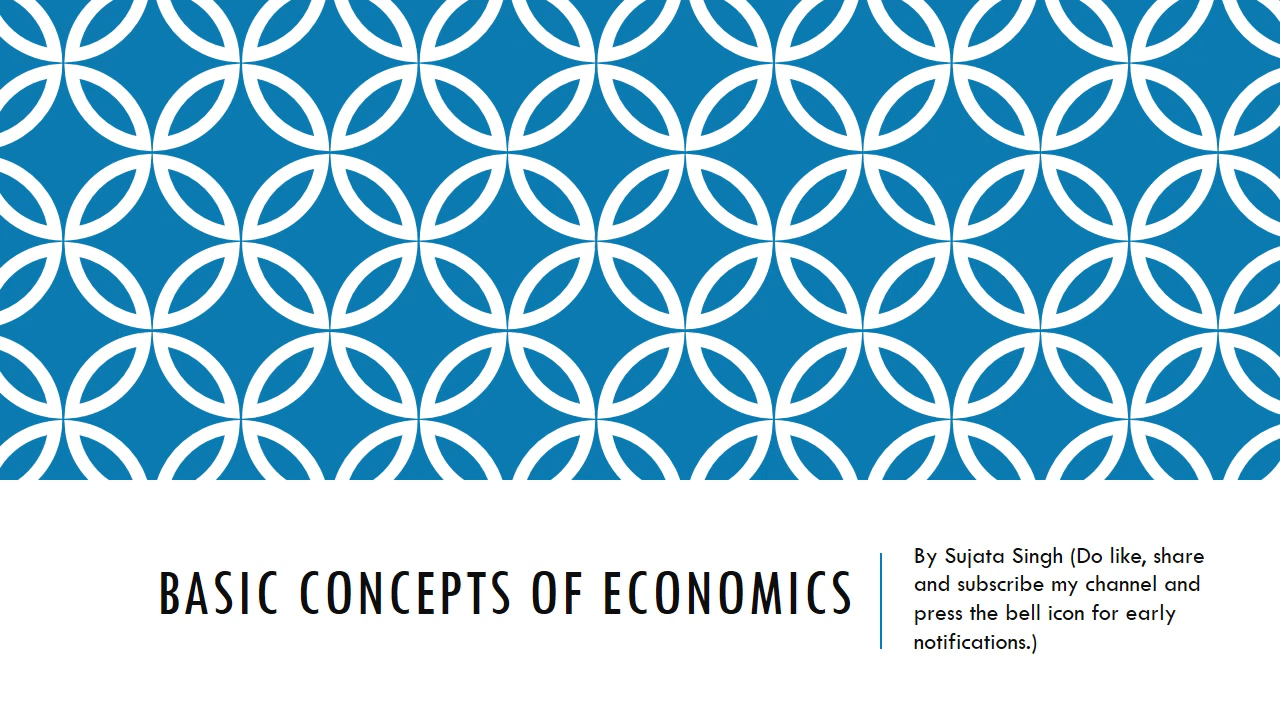 BASIC CONCEPTS OF ECONOMICS
By Sujata Singh (Do like, share
and subscribe my channel and
press the bell icon for early
notifications.)